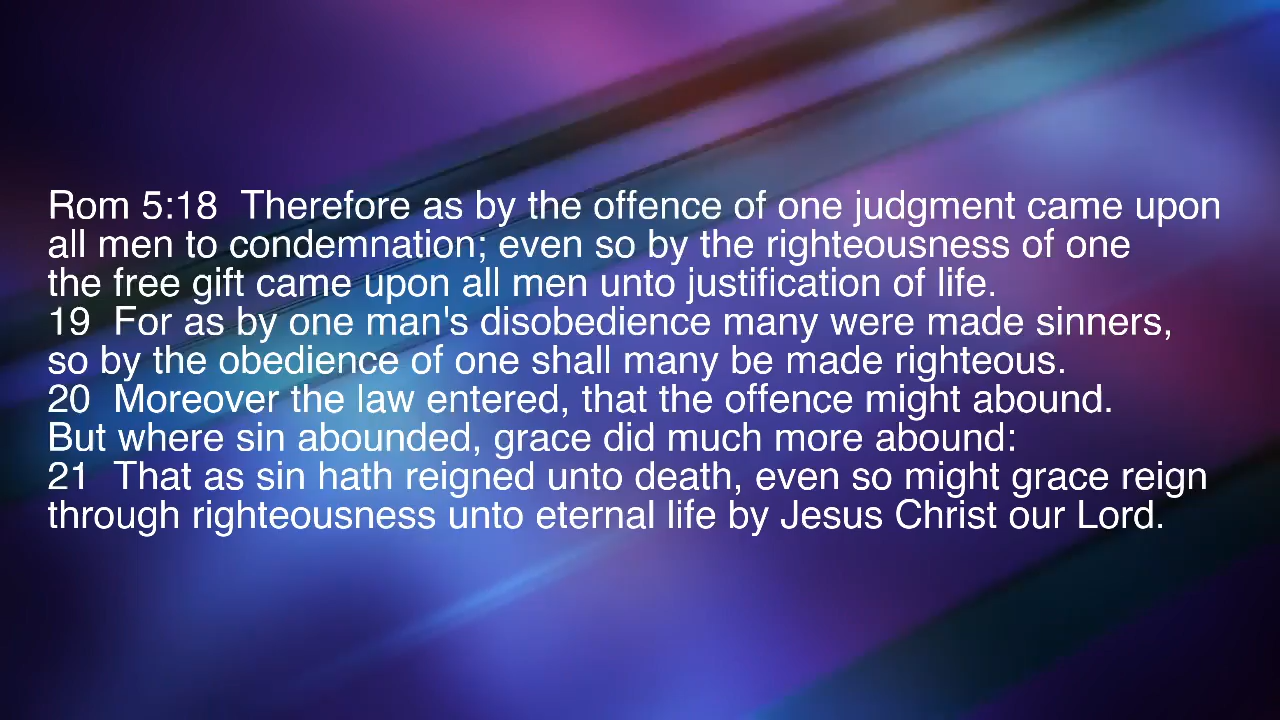 Rom 5:18  Therefore as by the offence of one judgment came upon
all men to condemnation; even so by the righteousness of one
the free gift came upon all men unto justification of life.
19  For as by one man's disobedience many were made sinners,
so by the obedience of one shall many be made righteous.
20  Moreover the law entered, that the offence might abound.
But where sin abounded, grace did much more abound:
21  That as sin hath reigned unto death, even so might grace reign
through righteousness unto eternal life by Jesus Christ our Lord.